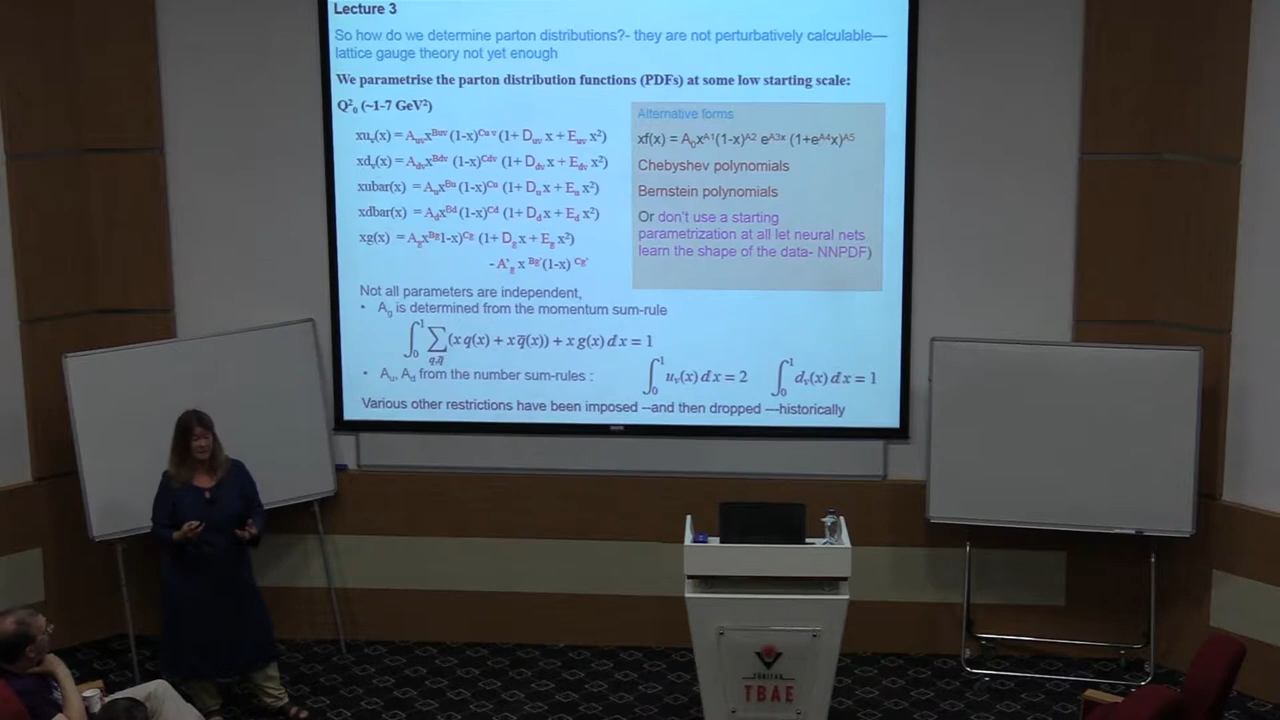 Lecture 3
So how do we determine parton distributions?- they are not perturbatively calculable—
lattice gauge theory not yet enough
We parametrise the parton distribution functions (PDFs) at some low starting scale:
Q²₀ (~1-7 GeV²)
xuᵥ(x) = A_uv x^Buv (1-x)^Cuv (1+ D_uv x + E_uv x²)
xdᵥ(x) = A_dv x^Bdv (1-x)^Cdv (1+ D_dv x + E_dv x²)
xubar(x) = A_u x^Bu (1-x)^Cu (1+ D_u x + E_u x²)
xdbar(x) = A_d x^Bd (1-x)^Cd (1+ D_d x + E_d x²)
xg(x) = A_g x^Bg 1-x)^Cg (1+ D_g x + E_g x²)
- A'_g x^Bg' (1-x)^Cg'
Alternative forms
xf(x) = A₀x^A1(1-x)^A2 e^A3x (1+e^A4x)^A5
Chebyshev polynomials
Bernstein polynomials
Or don't use a starting
parametrization at all let neural nets
learn the shape of the data- NNPDF)
Not all parameters are independent,
• A_g is determined from the momentum sum-rule
∫₀¹ ∑_{q,q̄} (x q(x) + x q̄(x)) + x g(x) dx = 1
• A_u, A_d from the number sum-rules : ∫₀¹ uᵥ(x) dx = 2 ∫₀¹ dᵥ(x) dx = 1
Various other restrictions have been imposed –and then dropped —historically
TÜBİTAK
TBAE